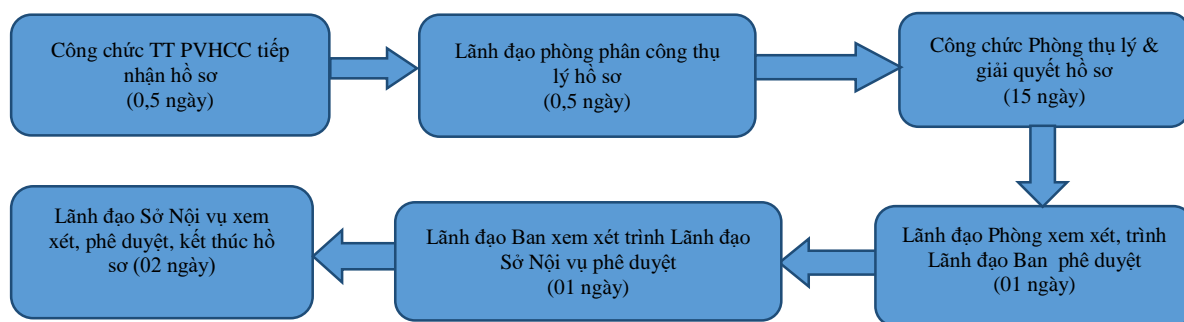 Công chức TT PVHCC tiếp
nhận hồ sơ
(0,5 ngày)
Lãnh đạo phòng phân công thụ
lý hồ sơ
(0,5 ngày)
Công chức Phòng thụ lý &
giải quyết hồ sơ
(15 ngày)
Lãnh đạo Phòng xem xét, trình
Lãnh đạo Ban phê duyệt
(01 ngày)
Lãnh đạo Ban xem xét trình Lãnh đạo
Sở Nội vụ phê duyệt
(01 ngày)
Lãnh đạo Sở Nội vụ xem
xét, phê duyệt, kết thúc hồ
sơ (02 ngày)